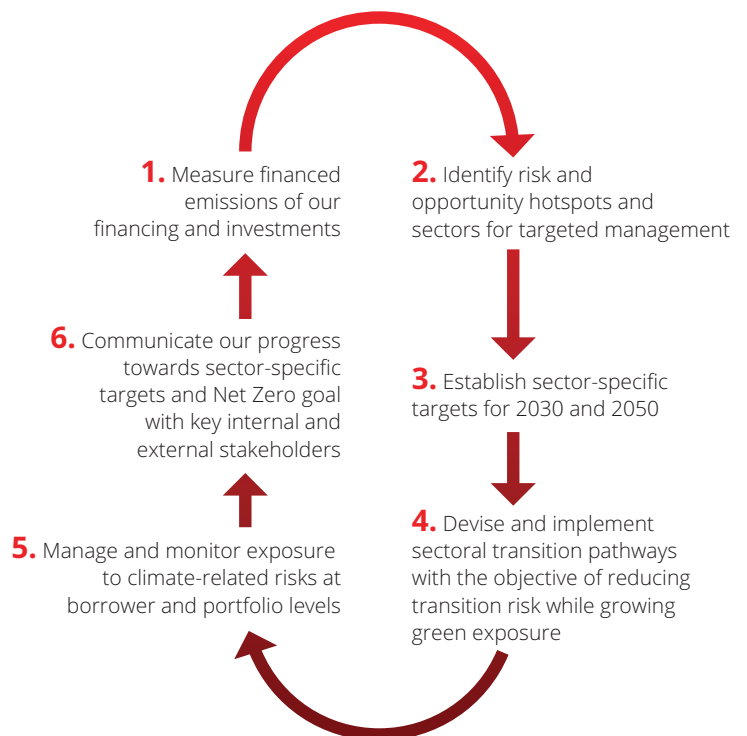 1. Measure financed
emissions of our
financing and investments
2. Identify risk and
opportunity hotspots and
sectors for targeted management
3. Establish sector-specific
targets for 2030 and 2050
4. Devise and implement
sectoral transition pathways
with the objective of reducing
transition risk while growing
green exposure
5. Manage and monitor exposure
to climate-related risks at
borrower and portfolio levels
6. Communicate our progress
towards sector-specific
targets and Net Zero goal
with key internal and
external stakeholders